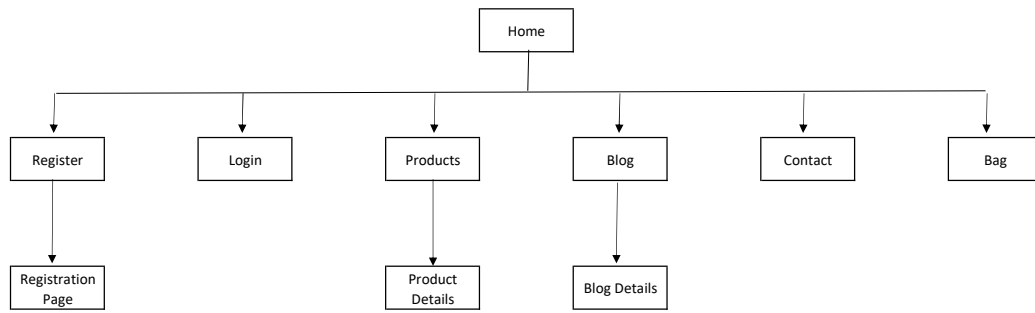 Home
Register
Login
Products
Blog
Contact
Bag
Registration
Page
Product
Details
Blog Details